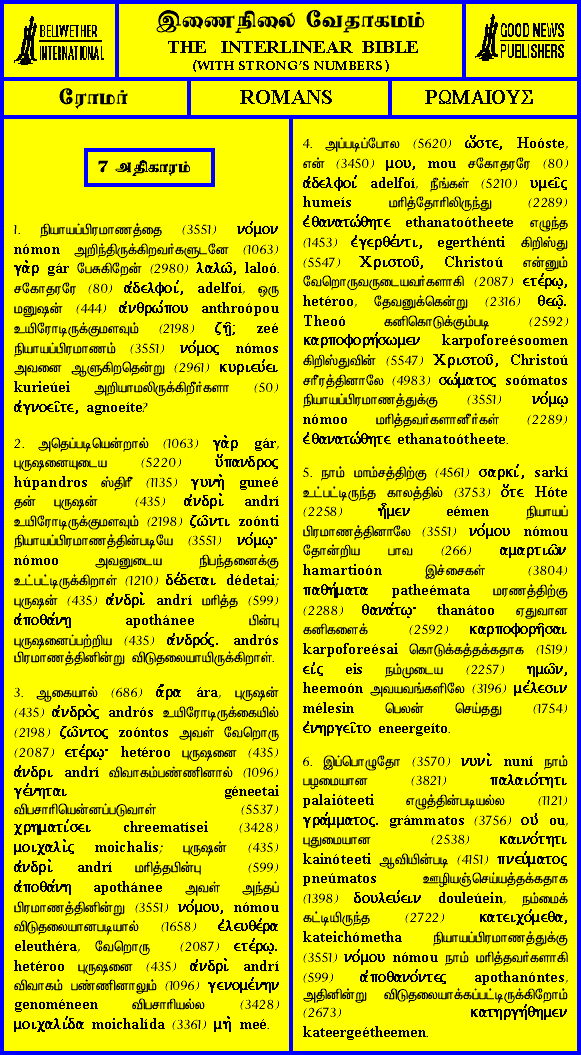 BELLWETHER
INTERNATIONAL
இணைநிலை வேதாகமம்
THE INTERLINEAR BIBLE
(WITH STRONG'S NUMBERS)
GOOD NEWS
PUBLISHERS
ரோமர்
ROMANS
ΡΩΜΑΙΟΥΣ
7 அதிகாரம்
1. நியாயப்பிரமாணத்தை (3551) νόμον
nómon அறிந்திருக்கிறவர்களுடனே (1063)
γὰρ gár பேசுகிறேன் (2980) λαλῶ, laloó.
சகோதரரே (80) ἀδελφοί, adelfoí, ஒரு
மனுஷன் (444) ἀνθρώπου anthroópou
உயிரோடிருக்குமளவும் (2198) ζῇ; zeé
நியாயப்பிரமாணம் (3551) νόμος nómos
அவனை ஆளுகிறதென்று (2961) κυριεύει
kurieúei அறியாமலிருக்கிறீர்களா (50)
ἀγνοεῖτε, agnoeíte?
2. அதெப்படியென்றால் (1063) γὰρ gár,
புருஷனையுடைய (5220) ὕπανδρος
húpandros ஸ்திரீ (1135) γυνὴ guneé
தன் புருஷன் (435) ἀνδρὶ andrí
உயிரோடிருக்குமளவும் (2198) ζῶντι zoónti
நியாயப்பிரமாணத்தின்படியே (3551) νόμῳ·
nómoo அவனுடைய நிபந்தனைக்கு
உட்பட்டிருக்கிறாள் (1210) δέδεται dédetai;
புருஷன் (435) ἀνδρὶ andrí மரித்த (599)
ἀποθάνῃ apothánee பின்பு
புருஷனைப்பற்றிய (435) ἀνδρός. andrós
பிரமாணத்தினின்று விடுதலையாயிருக்கிறாள்.
3. ஆகையால் (686) ἄρα ára, புருஷன்
(435) ἀνδρὸς andrós உயிரோடிருக்கையில்
(2198) ζῶντος zoóntos அவள் வேறொரு
(2087) ετέρῳ· hetéroo புருஷனை (435)
ἀνδρι andrí விவாகம்பண்ணினால் (1096)
γένηται géneetai
விபசாரியென்னப்படுவாள் (5537)
χρηματίσει chreematísei (3428)
μοιχαλὶς moichalís; புருஷன் (435)
ἀνδρὶ andrí மரித்தபின்பு (599)
ἀποθάνῃ apothánee அவள் அந்தப்
பிரமாணத்தினின்று (3551) νόμου, nómou
விடுதலையானபடியால் (1658) ἐλευθέρα
eleuthéra, வேறொரு (2087) ετέρῳ.
hetéroo புருஷனை (435) ἀνδρὶ andrí
விவாகம் பண்ணினாலும் (1096) γενομένην
genoméneen விபசாரியல்ல (3428)
μοιχαλίδα moichalída (3361) μὴ meé.
4. அப்படிப்போல (5620) ὥστε, Hoóste,
என் (3450) μου, mou சகோதரரே (80)
ἀδελφοί adelfoí, நீங்கள் (5210) υμεῖς
humeís மரித்தோரிலிருந்து (2289)
ἐθανατώθητε ethanatoótheete எழுந்த
(1453) ἐγερθέντι, egerthénti கிறிஸ்து
(5547) Χριστοῦ, Christoú என்னும்
வேறொருவருடையவர்களாகி (2087) ετέρῳ,
hetéroo, தேவனுக்கென்று (2316) θεῷ.
Theoó கனிகொடுக்கும்படி (2592)
καρποφορήσωμεν karpoforeésoomen
கிறிஸ்துவின் (5547) Χριστοῦ, Christoú
சரீரத்தினாலே (4983) σώματος soómatos
நியாயப்பிரமாணத்துக்கு (3551) νόμῳ
nómoo மரித்தவர்களானீர்கள் (2289)
ἐθανατώθητε ethanatoótheete.
5. நாம் மாம்சத்திற்கு (4561) σαρκί, sarkí
உட்பட்டிருந்த காலத்தில் (3753) ὅτε Hóte
(2258) ἦμεν eémen நியாயப்
பிரமாணத்தினாலே (3551) νόμου nómou
தோன்றிய பாவ (266) αμαρτιῶν
hamartioón இச்சைகள் (3804)
παθήματα patheémata மரணத்திற்கு
(2288) θανάτῳ· thanátoo ஏதுவான
கனிகளைக் (2592) καρποφορῆσαι
karpoforeésai கொடுக்கத்தக்கதாக (1519)
εἰς eis நம்முடைய (2257) ημῶν,
heemoón அவயவங்களிலே (3196) μέλεσιν
mélesin பெலன் செய்தது (1754)
ἐνηργεῖτο eneergeíto.
6. இப்பொழுதோ (3570) νυνὶ nuní நாம்
பழமையான (3821) παλαιότητι
palaióteeti எழுத்தின்படியல்ல (1121)
γράμματος. grámmatos (3756) οὐ ou,
புதுமையான (2538) καινότητι
kainóteeti ஆவியின்படி (4151) πνεύματος
pneúmatos ஊழியஞ்செய்யத்தக்கதாக
(1398) δουλεύειν douleúein, நம்மைக்
கட்டியிருந்த (2722) κατειχόμεθα,
kateichómetha நியாயப்பிரமாணத்துக்கு
(3551) νόμου nómou நாம் மரித்தவர்களாகி
(599) ἀποθανόντες apothanóntes,
அதினின்று விடுதலையாக்கப்பட்டிருக்கிறோம்
(2673) κατηργήθημεν
kateergeétheemen.